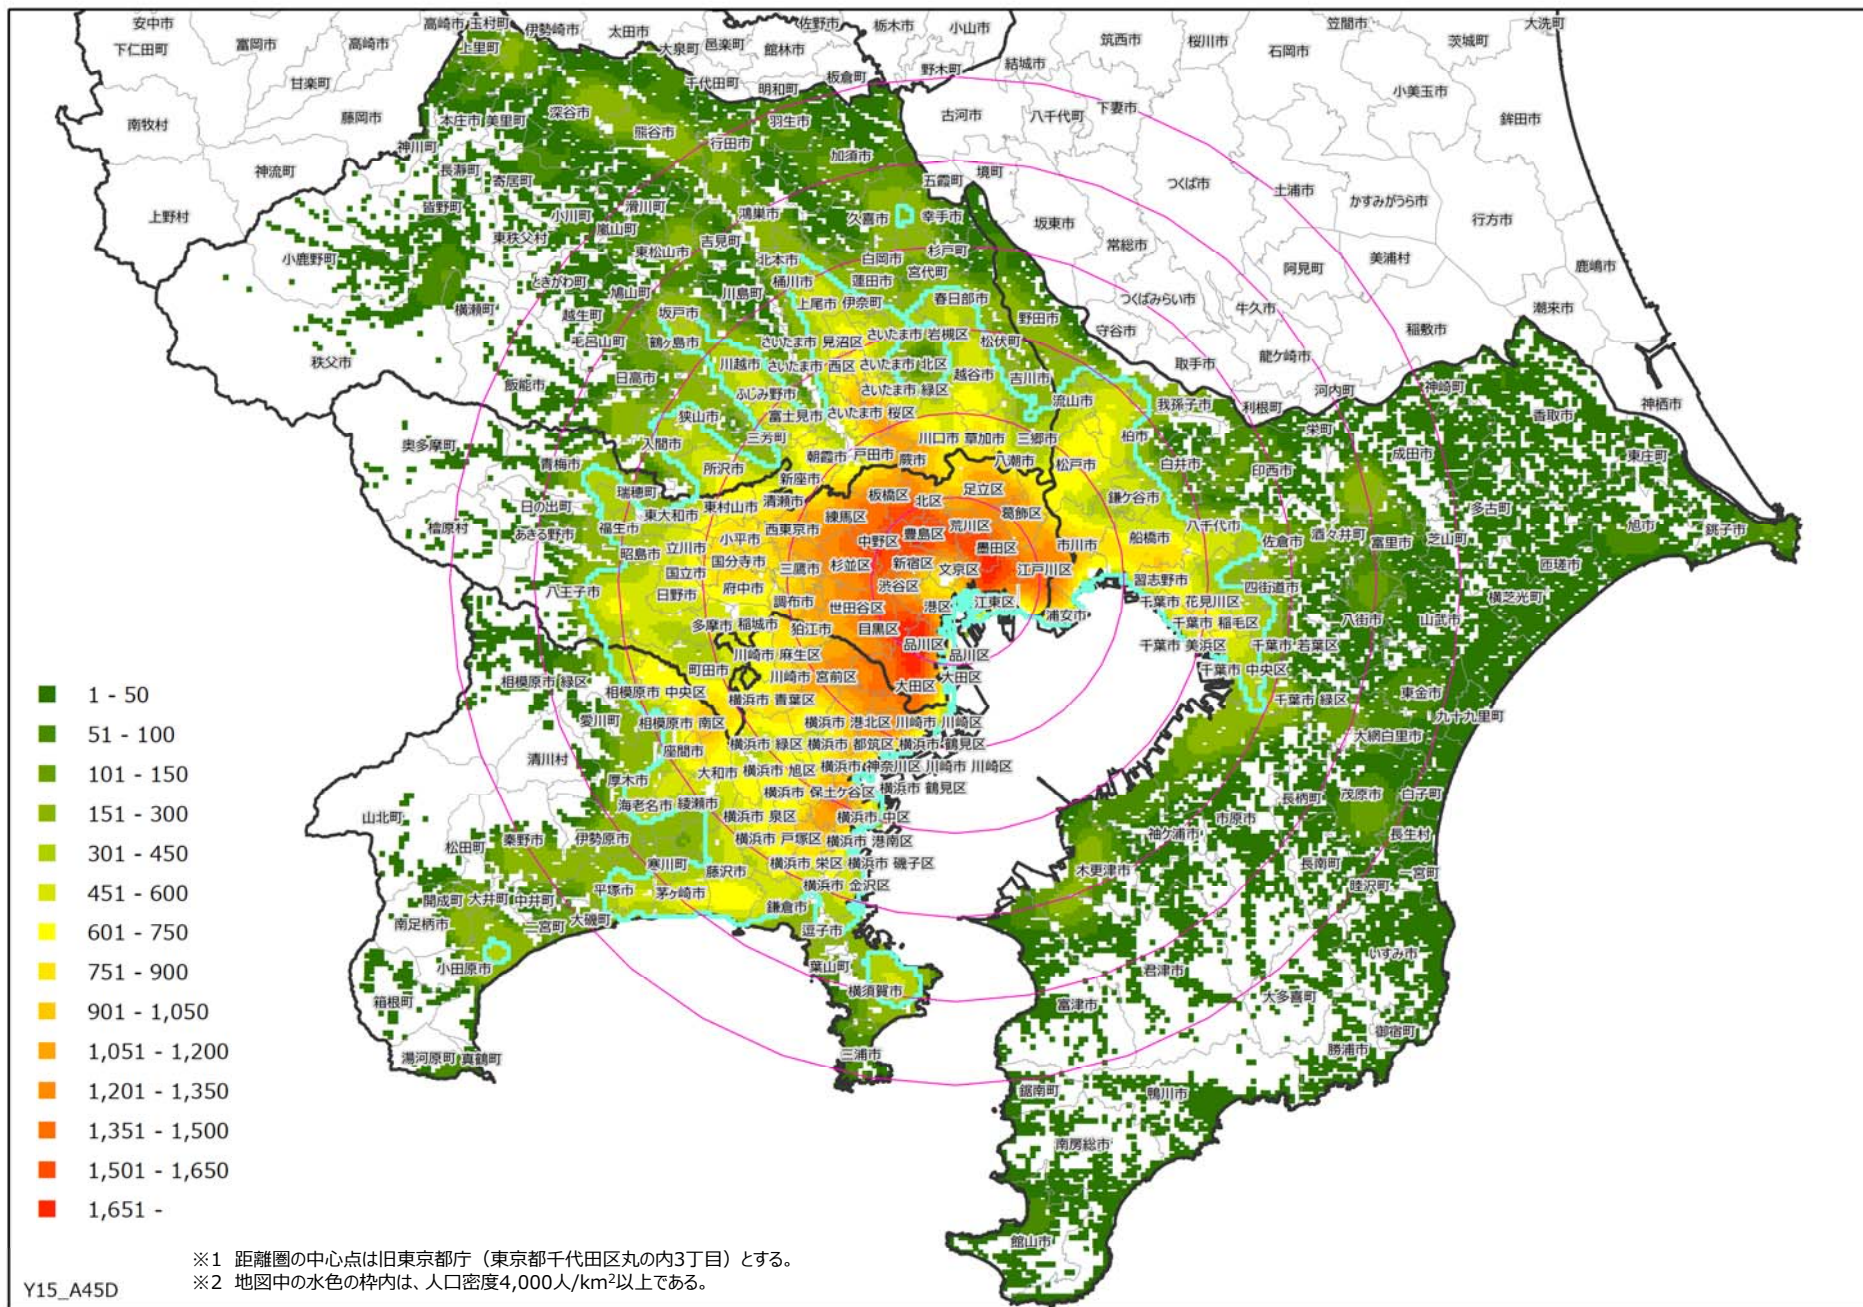 安中市
高崎市 玉村町
伊勢崎市
太田市
佐野市
栃木市
小山市
筑西市
桜川市
笠間市
茨城町
大洗町
下仁田町
富岡市
高崎市
上里町
大泉町
邑楽町
館林市
野木町
結城市
石岡市
甘楽町
千代田町
明和町
板倉町
小美玉市
南牧村
藤岡市
本庄市
美里町
深谷市
熊谷市
行田市
羽生市
古河市
八千代町
下妻市
鉾田市
神川町
加須市
神流町
長瀞町
寄居町
五霞町
境町
つくば市
土浦市
かすみがうら市
上野村
皆野町
小川町
滑川町
鴻巣市
久喜市
幸手市
坂東市
行方市
東秩父村
嵐山町
吉見町
常総市
小鹿野町
東松山市
北本市
白岡市
杉戸町
阿見町
美浦村
鹿嶋市
ときがわ町
鳩山町
川島町
桶川市
蓮田市
宮代町
横瀬町
越生町
坂戸市
上尾市
伊奈町
春日部市
野田市
つくばみらい市
牛久市
潮来市
秩父市
毛呂山町
鶴ヶ島市
さいたま市 見沼区
さいたま市 岩槻区
松伏町
守谷市
稲敷市
飯能市
日高市
川越市
さいたま市 西区
さいたま市 北区
越谷市
吉川市
取手市
龍ケ崎市
ふじみ野市
さいたま市 緑区
流山市
我孫子市
利根町
河内町
神崎町
香取市
神栖市
狭山市
富士見市
さいたま市 桜区
奥多摩町
入間市
三芳町
川口市
草加市
三郷市
柏市
栄町
青梅市
所沢市
朝霞市
戸田市
蕨市
八潮市
松戸市
白井市
印西市
成田市
東庄町
瑞穂町
新座市
日の出町
東大和市
東村山市
清瀬市
板橋区
北区
足立区
鎌ケ谷市
多古町
檜原村
あきる野市
福生市
西東京市
練馬区
荒川区
葛飾区
八千代市
旭市
銚子市
昭島市
立川市
小平市
中野区
豊島区
墨田区
市川市
船橋市
佐倉市
酒々井町
富里市
芝山町
国立市
国分寺市
三鷹市
杉並区
新宿区
文京区
江戸川区
匝瑳市
八王子市
日野市
府中市
渋谷区
習志野市
四街道市
横芝光町
調布市
世田谷区
港区
江東区
浦安市
千葉市 花見川区
八街市
山武市
多摩市
稲城市
狛江市
目黒区
千葉市 稲毛区
川崎市 麻生区
品川区
品川区
千葉市 美浜区
千葉市 若葉区
町田市
川崎市 宮前区
大田区
大田区
千葉市 中央区
相模原市 緑区
相模原市 中央区
横浜市 青葉区
千葉市 緑区
東金市
愛川町
相模原市 南区
横浜市 港北区
川崎市 川崎区
九十九里町
座間市
横浜市 緑区
横浜市 都筑区
横浜市 鶴見区
大網白里市
清川村
厚木市
大和市
横浜市 旭区
横浜市 神奈川区
川崎市 川崎区
海老名市
綾瀬市
横浜市 保土ケ谷区
横浜市 鶴見区
長柄町
茂原市
白子町
山北町
横浜市 泉区
横浜市 中区
市原市
松田町
秦野市
伊勢原市
横浜市 戸塚区
横浜市 港南区
袖ケ浦市
長生村
寒川町
藤沢市
横浜市 栄区
横浜市 磯子区
木更津市
長南町
一宮町
開成町
大井町
中井町
平塚市
茅ヶ崎市
横浜市 金沢区
睦沢町
南足柄市
二宮町
大磯町
鎌倉市
逗子市
小田原市
葉山町
横須賀市
君津市
いすみ市
箱根町
富津市
大多喜町
御宿町
湯河原町
真鶴町
三浦市
勝浦市
鋸南町
鴨川市
南房総市
館山市
1 - 50
51 - 100
101 - 150
151 - 300
301 - 450
451 - 600
601 - 750
751 - 900
901 - 1,050
1,051 - 1,200
1,201 - 1,350
1,351 - 1,500
1,501 - 1,650
1,651 -
※1 距離圏の中心点は旧東京都庁（東京都千代田区丸の内3丁目）とする。
※2 地図中の水色の枠内は、人口密度4,000人/km²以上である。
Y15_A45D